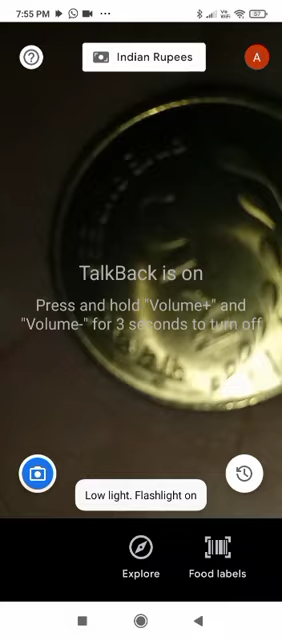 7:55 PM
57
Indian Rupees
A
TalkBack is on
Press and hold "Volume+" and
"Volume-" for 3 seconds to turn off
Low light. Flashlight on
Explore
Food labels